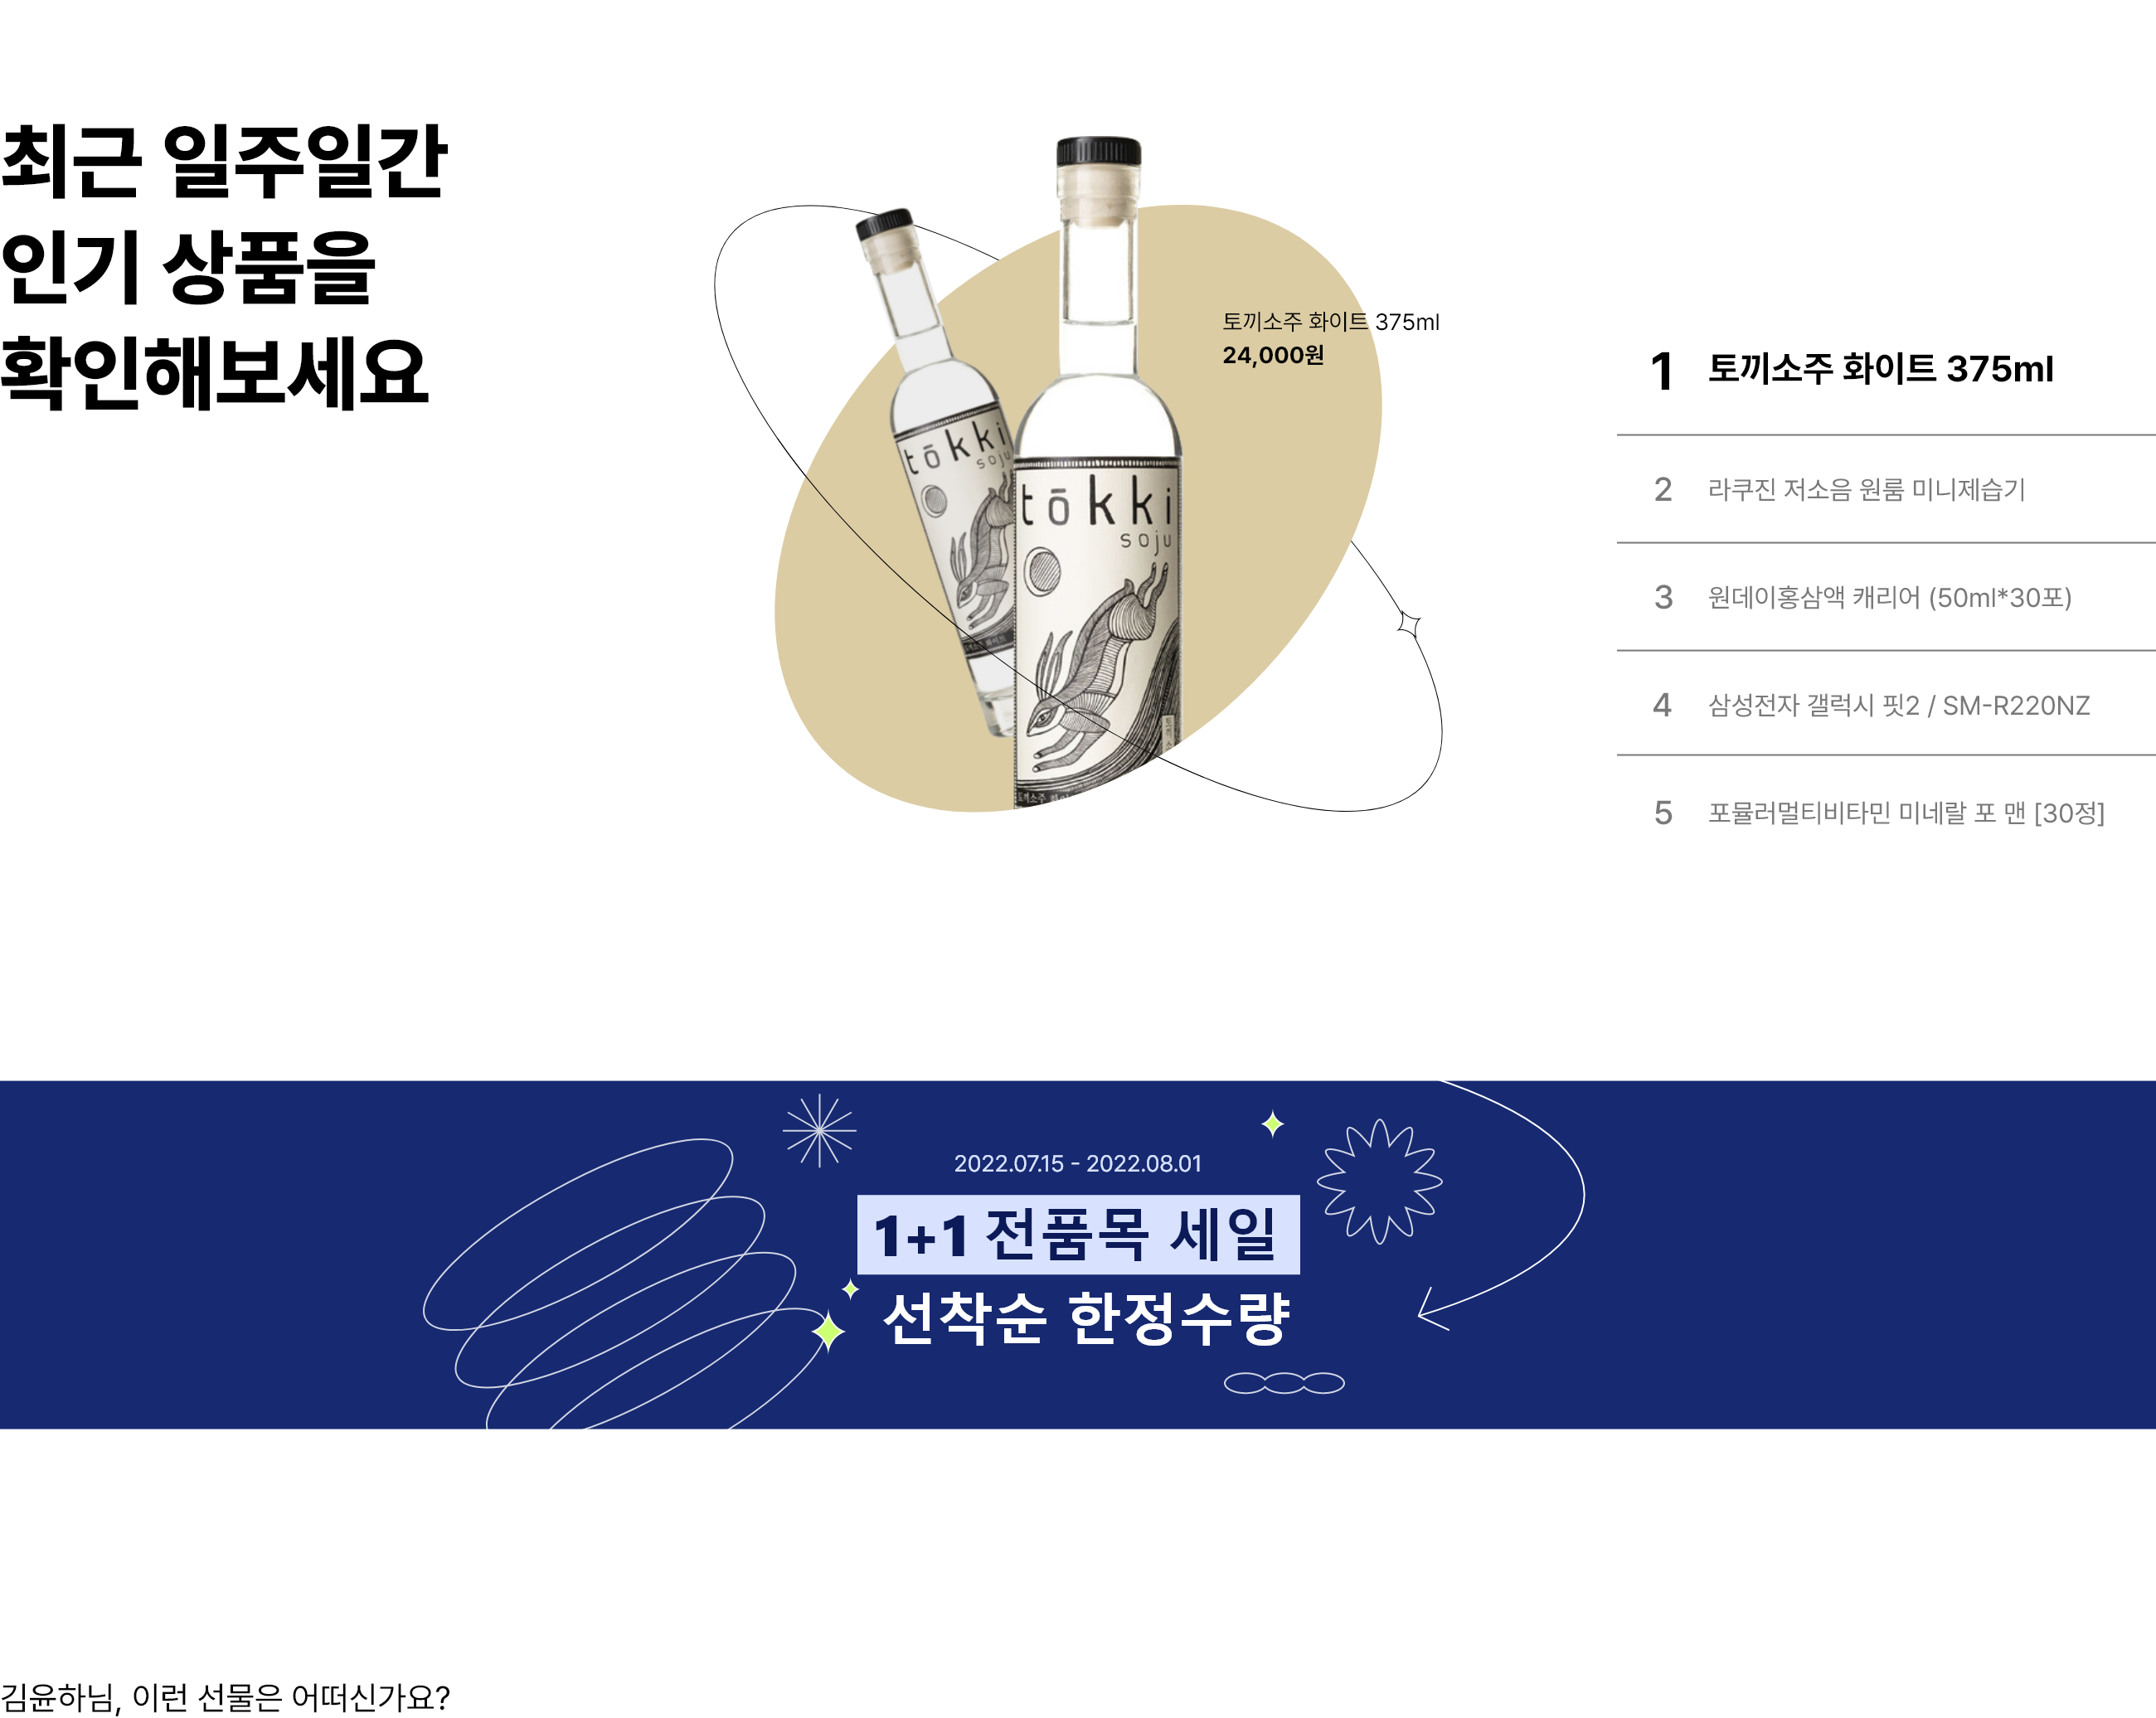 최근 일주일간
인기 상품을
확인해보세요
토끼소주 화이트 375ml
24,000원
tōkki
soju
tōkki
soju
토끼소주
1 토끼소주 화이트 375ml
2 라쿠진 저소음 원룸 미니제습기
3 원데이홍삼액 캐리어 (50ml*30포)
4 삼성전자 갤럭시 핏2 / SM-R220NZ
5 포뮬러멀티비타민 미네랄 포 맨 [30정]
2022.07.15 - 2022.08.01
1+1 전품목 세일
선착순 한정수량
김윤하님, 이런 선물은 어떠신가요?